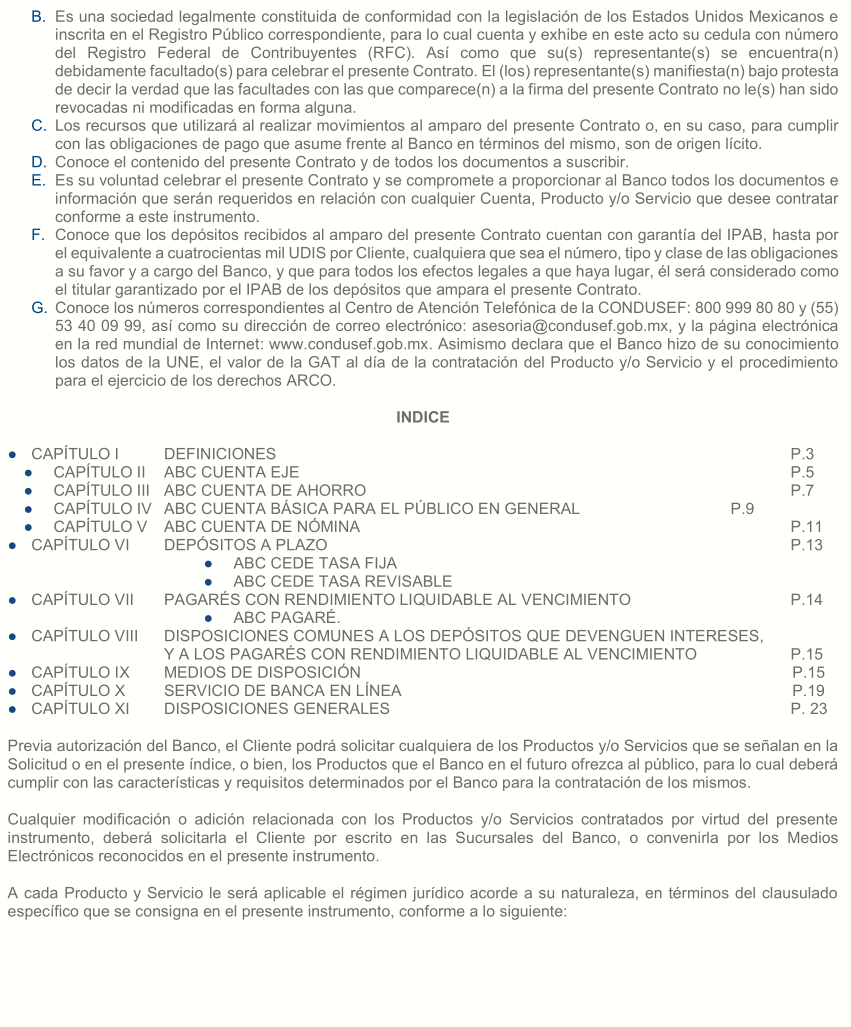 B. Es una sociedad legalmente constituida de conformidad con la legislación de los Estados Unidos Mexicanos e
inscrita en el Registro Público correspondiente, para lo cual cuenta y exhibe en este acto su cedula con número
del Registro Federal de Contribuyentes (RFC). Así como que su(s) representante(s) se encuentra(n)
debidamente facultado(s) para celebrar el presente Contrato. El (los) representante(s) manifiesta(n) bajo protesta
de decir la verdad que las facultades con las que comparece(n) a la firma del presente Contrato no le(s) han sido
revocadas ni modificadas en forma alguna.
C. Los recursos que utilizará al realizar movimientos al amparo del presente Contrato o, en su caso, para cumplir
con las obligaciones de pago que asume frente al Banco en términos del mismo, son de origen lícito.
D. Conoce el contenido del presente Contrato y de todos los documentos a suscribir.
E. Es su voluntad celebrar el presente Contrato y se compromete a proporcionar al Banco todos los documentos e
información que serán requeridos en relación con cualquier Cuenta, Producto y/o Servicio que desee contratar
conforme a este instrumento.
F. Conoce que los depósitos recibidos al amparo del presente Contrato cuentan con garantía del IPAB, hasta por
el equivalente a cuatrocientas mil UDIS por Cliente, cualquiera que sea el número, tipo y clase de las obligaciones
a su favor y a cargo del Banco, y que para todos los efectos legales a que haya lugar, él será considerado como
el titular garantizado por el IPAB de los depósitos que ampara el presente Contrato.
G. Conoce los números correspondientes al Centro de Atención Telefónica de la CONDUSEF: 800 999 80 80 y (55)
53 40 09 99, así como su dirección de correo electrónico: asesoria@condusef.gob.mx, y la página electrónica
en la red mundial de Internet: www.condusef.gob.mx. Asimismo declara que el Banco hizo de su conocimiento
los datos de la UNE, el valor de la GAT al día de la contratación del Producto y/o Servicio y el procedimiento
para el ejercicio de los derechos ARCO.
INDICE
● CAPÍTULO I DEFINICIONES P.3
● CAPÍTULO II ABC CUENTA EJE P.5
● CAPÍTULO III ABC CUENTA DE AHORRO P.7
● CAPÍTULO IV ABC CUENTA BÁSICA PARA EL PÚBLICO EN GENERAL P.9
● CAPÍTULO V ABC CUENTA DE NÓMINA P.11
● CAPÍTULO VI DEPÓSITOS A PLAZO P.13
● ABC CEDE TASA FIJA
● ABC CEDE TASA REVISABLE
● CAPÍTULO VII PAGARÉS CON RENDIMIENTO LIQUIDABLE AL VENCIMIENTO P.14
● ABC PAGARÉ.
● CAPÍTULO VIII DISPOSICIONES COMUNES A LOS DEPÓSITOS QUE DEVENGUEN INTERESES,
Y A LOS PAGARÉS CON RENDIMIENTO LIQUIDABLE AL VENCIMIENTO P.15
● CAPÍTULO IX MEDIOS DE DISPOSICIÓN P.15
● CAPÍTULO X SERVICIO DE BANCA EN LÍNEA P.19
● CAPÍTULO XI DISPOSICIONES GENERALES P. 23
Previa autorización del Banco, el Cliente podrá solicitar cualquiera de los Productos y/o Servicios que se señalan en la
Solicitud o en el presente índice, o bien, los Productos que el Banco en el futuro ofrezca al público, para lo cual deberá
cumplir con las características y requisitos determinados por el Banco para la contratación de los mismos.
Cualquier modificación o adición relacionada con los Productos y/o Servicios contratados por virtud del presente
instrumento, deberá solicitarla el Cliente por escrito en las Sucursales del Banco, o convenirla por los Medios
Electrónicos reconocidos en el presente instrumento.
A cada Producto y Servicio le será aplicable el régimen jurídico acorde a su naturaleza, en términos del clausulado
específico que se consigna en el presente instrumento, conforme a lo siguiente: